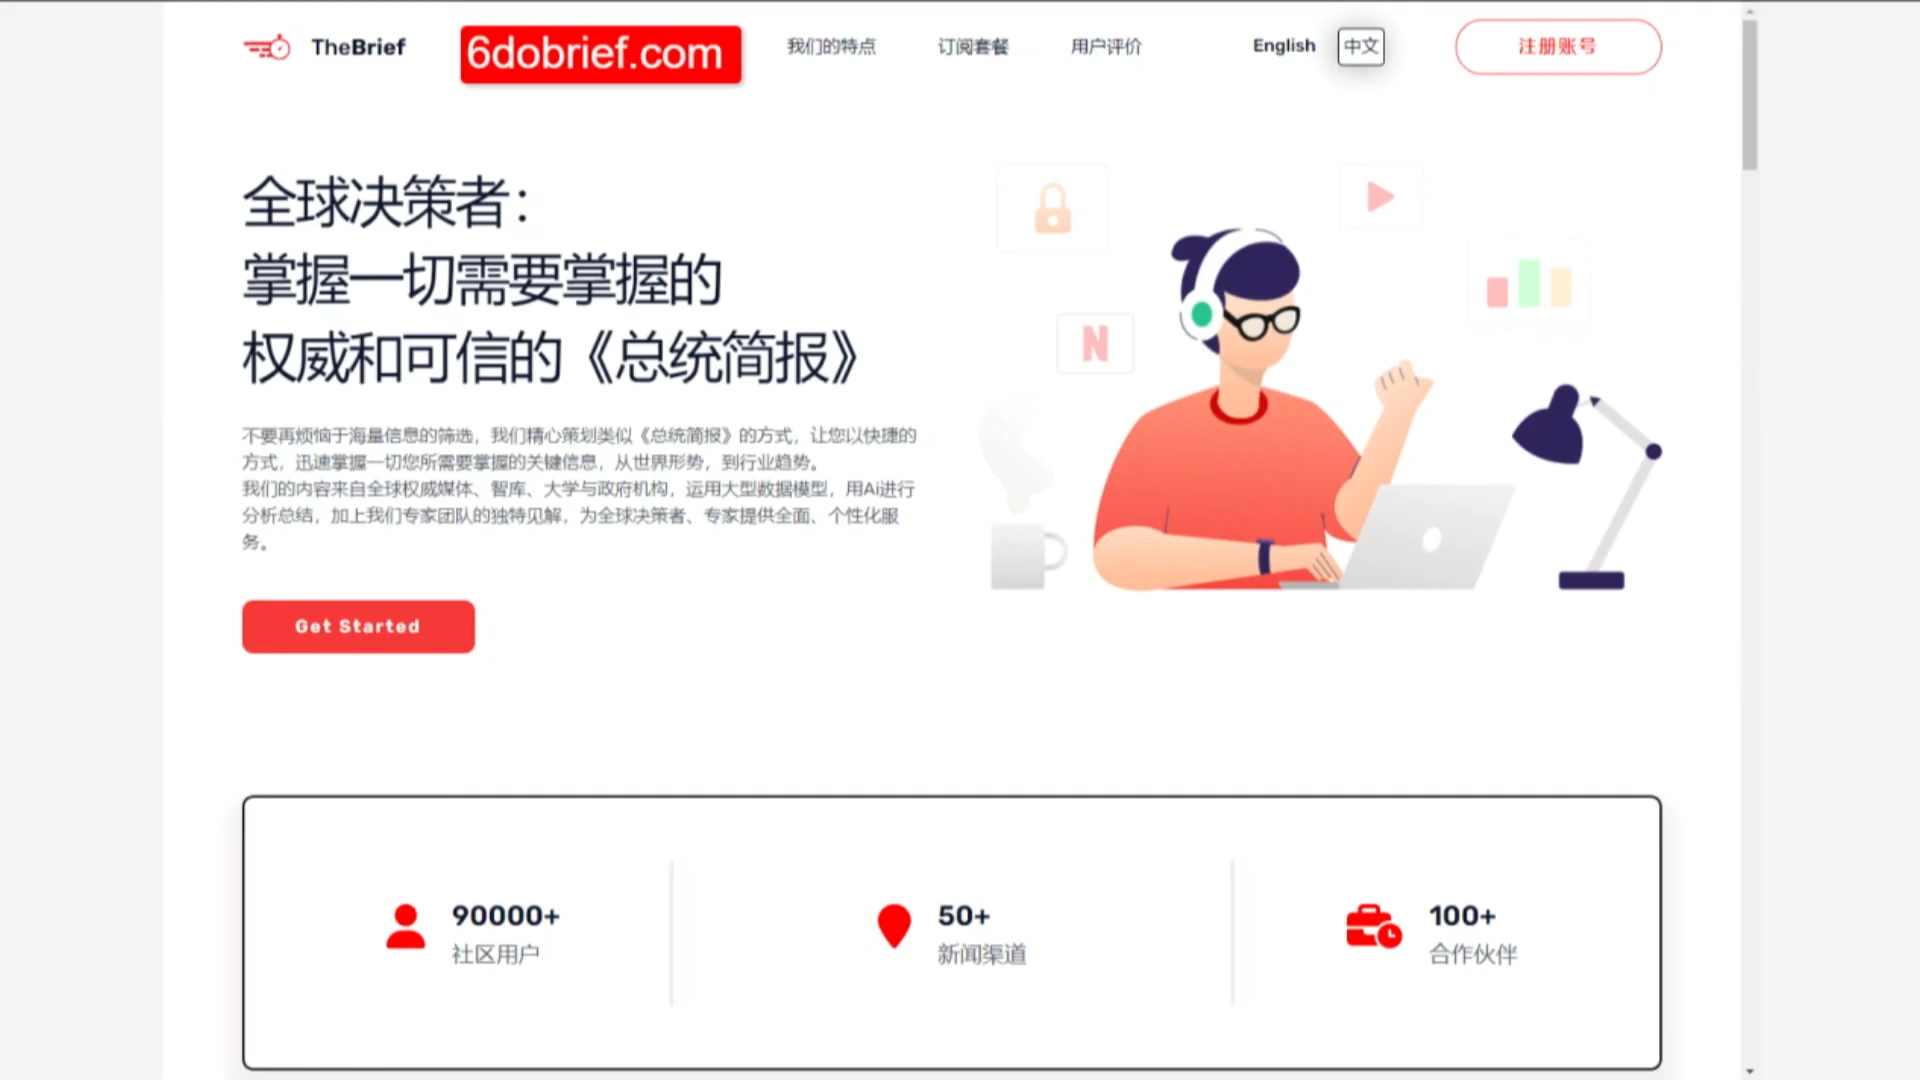 TheBrief
6dobrief.com
我们的特点
订阅套餐
用户评价
English
中文
注册账号
全球决策者：
掌握一切需要掌握的
权威和可信的《总统简报》
不要再烦恼于海量信息的筛选，我们精心策划类似《总统简报》的方式，让您以快捷的
方式，迅速掌握一切您所需要掌握的关键信息，从世界形势，到行业趋势。
我们的内容来自全球权威媒体、智库、大学与政府机构，运用大型数据模型，用Ai进行
分析总结，加上我们专家团队的独特见解，为全球决策者、专家提供全面、个性化服
务。
N
Get Started
90000+
社区用户
50+
新闻渠道
100+
合作伙伴